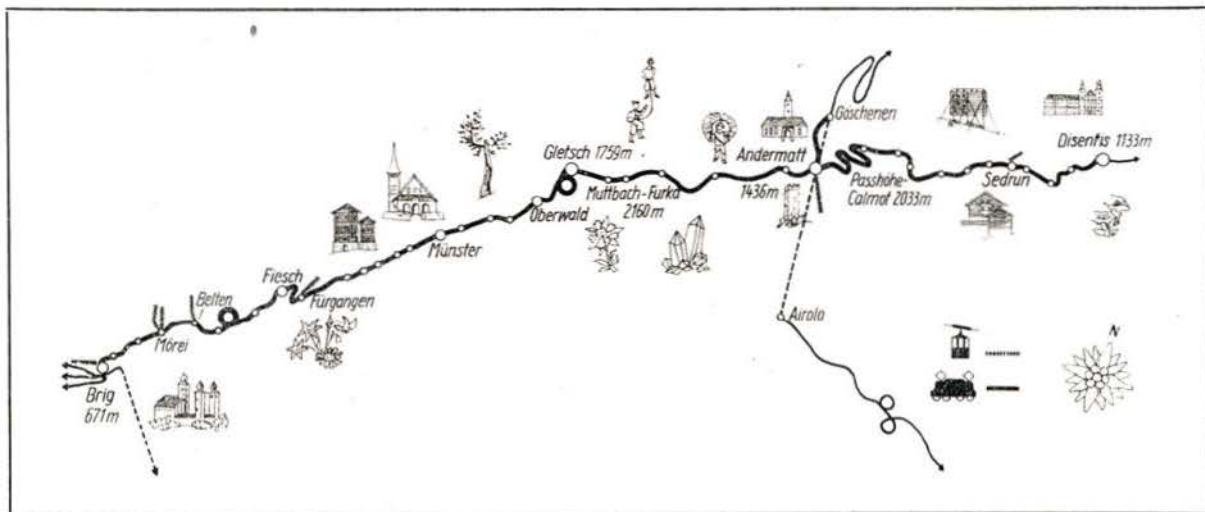 Göschenen
Disentis 1133m
Gletsch 1759m
Andermatt
Muttbach-Furka
2160m
1436m
Passhöhe-
Calmot 2033m
Sedrun
Oberwald
Münster
Fiesch
Fürgangen
Betten
Mörel
Airolo
Brig
671m
N